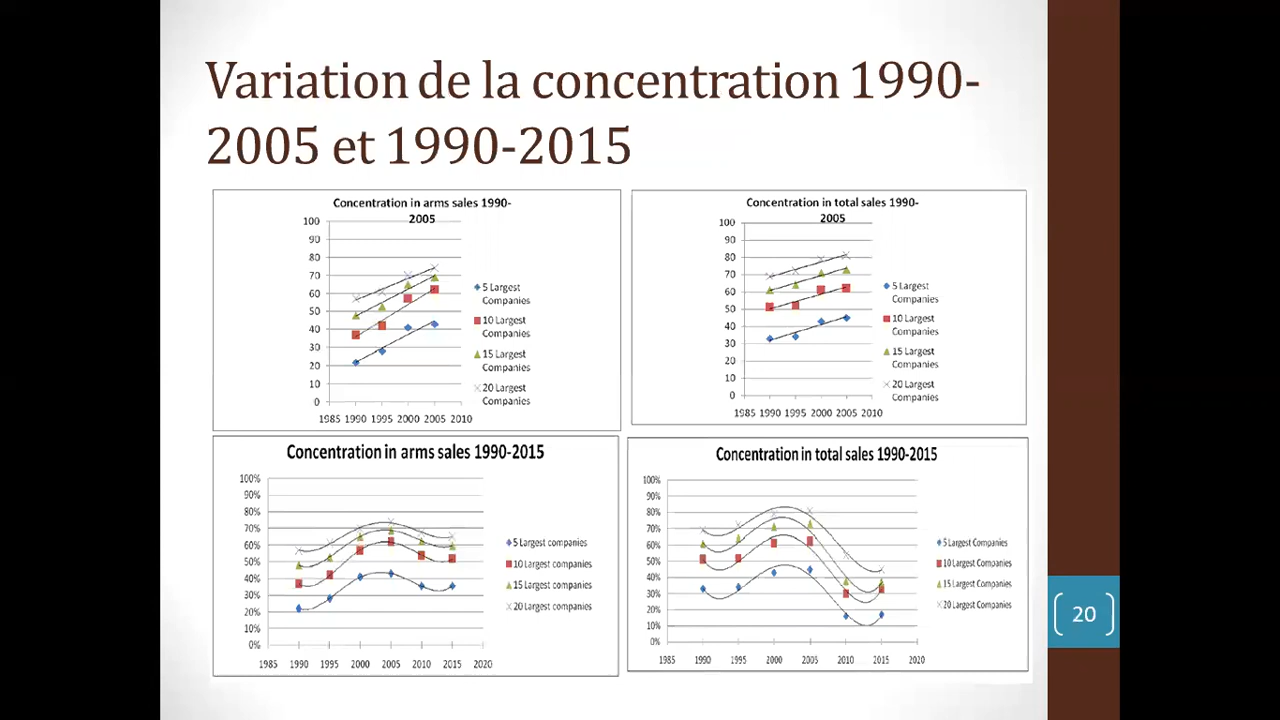 Variation de la concentration 1990-
2005 et 1990-2015
Concentration in arms sales 1990-
2005
100
90
80
70
60
50
40
30
20
10
0
1985 1990 1995 2000 2005 2010
5 Largest
Companies
10 Largest
Companies
15 Largest
Companies
20 Largest
Companies
Concentration in total sales 1990-
2005
100
90
80
70
60
50
40
30
20
10
0
1985 1990 1995 2000 2005 2010
5 Largest
Companies
10 Largest
Companies
15 Largest
Companies
20 Largest
Companies
Concentration in arms sales 1990-2015
100%
90%
80%
70%
60%
50%
40%
30%
20%
10%
0%
1985 1990 1995 2000 2005 2010 2015 2020
5 Largest companies
10 Largest companies
15 Largest companies
20 Largest companies
Concentration in total sales 1990-2015
100%
90%
80%
70%
60%
50%
40%
30%
20%
10%
0%
1985 1990 1995 2000 2005 2010 2015 2020
5 Largest Companies
10 Largest Companies
15 Largest Companies
20 Largest Companies
20